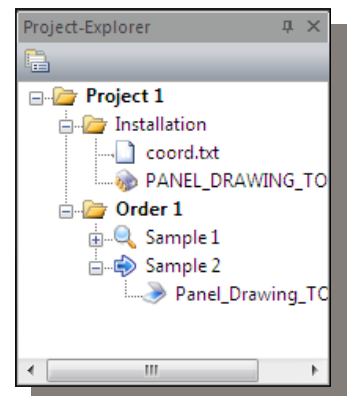 Project-Explorer
Project 1
Installation
coord.txt
PANEL_DRAWING_TO
Order 1
Sample 1
Sample 2
Panel_Drawing_TO